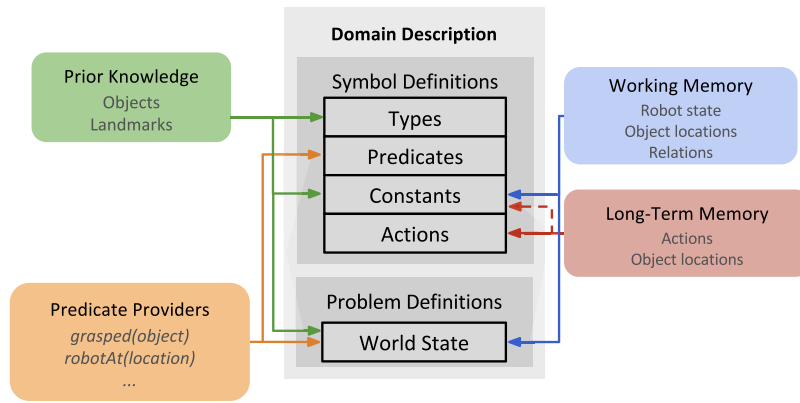 Domain Description
Prior Knowledge
Objects
Landmarks
Symbol Definitions
Types
Predicates
Constants
Actions
Working Memory
Robot state
Object locations
Relations
Long-Term Memory
Actions
Object locations
Predicate Providers
grasped(object)
robotAt(location)
...
Problem Definitions
World State